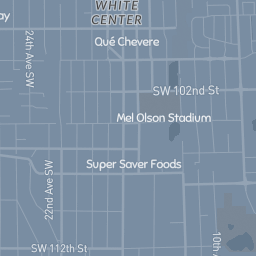 WHITE
CENTER
ay
24th Ave SW
Qué Chevere
SW 102nd St
Mel Olson Stadium
Super Saver Foods
22nd Ave SW
10th
SW 112th St